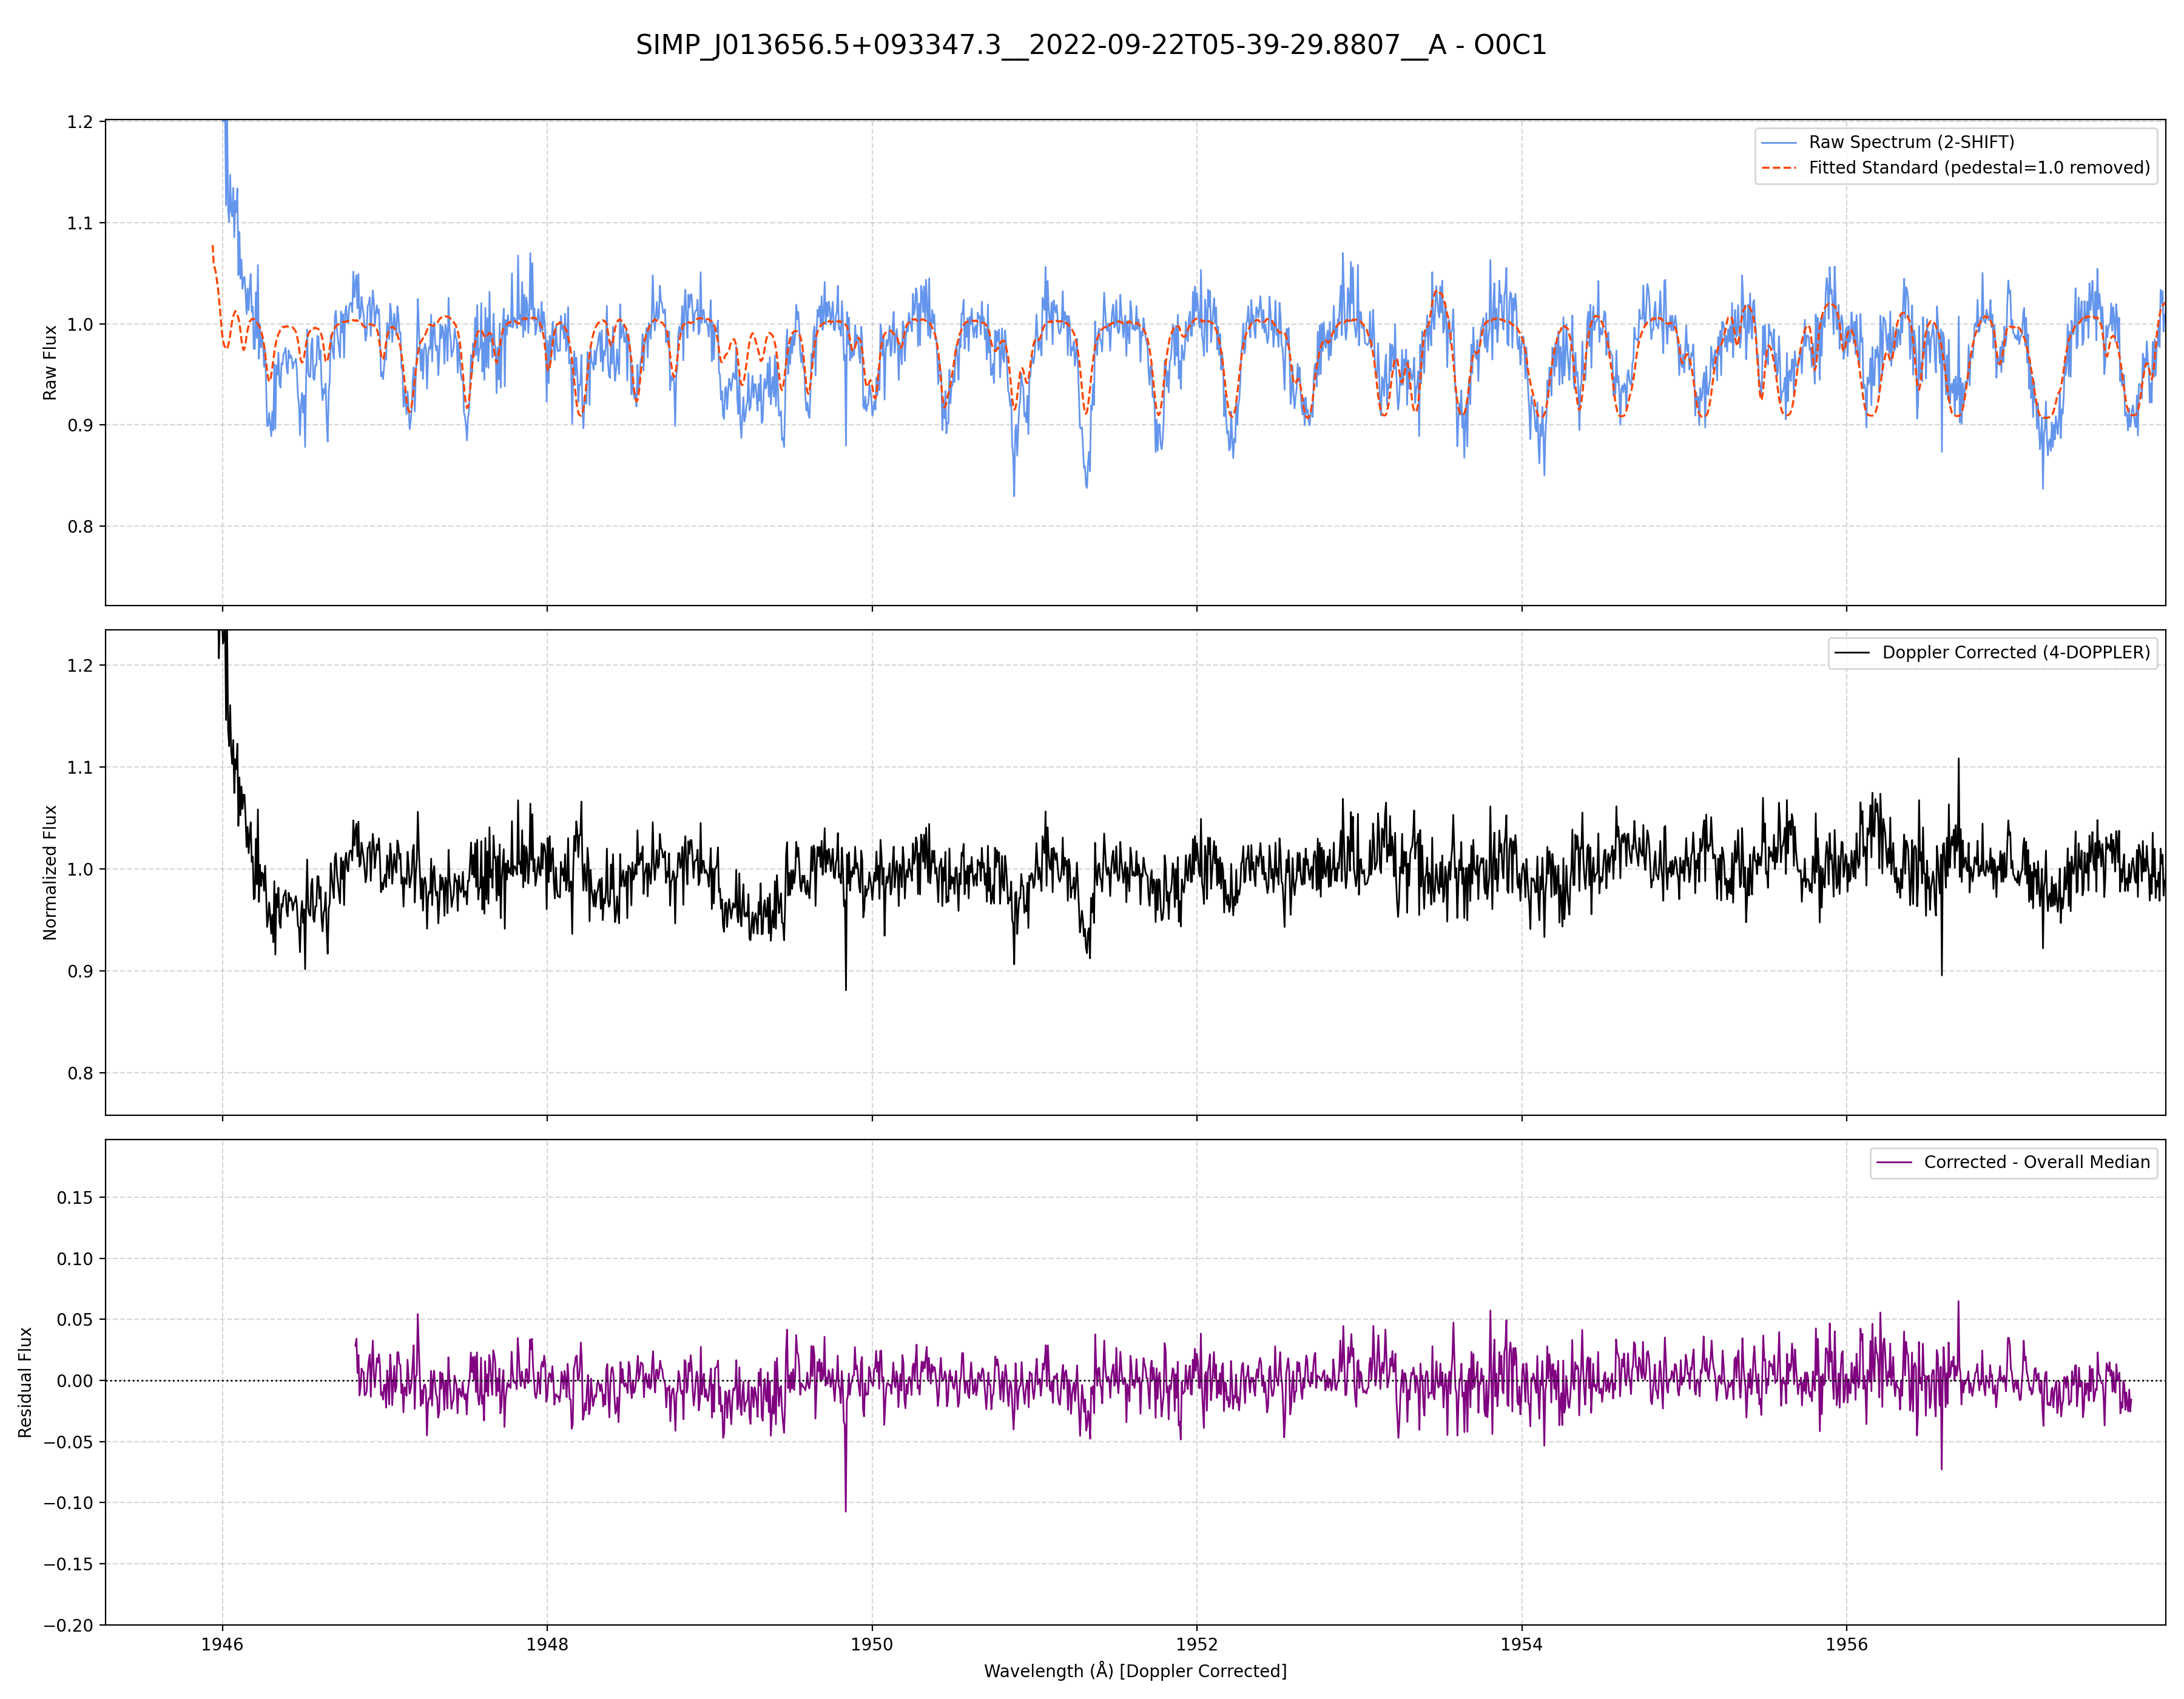 SIMP_J013656.5+093347.3__2022-09-22T05-39-29.8807__A - O0C1
1.2
1.1
1.0
0.9
0.8
Raw Flux
Raw Spectrum (2-SHIFT)
Fitted Standard (pedestal=1.0 removed)
1.2
1.1
1.0
0.9
0.8
Normalized Flux
Doppler Corrected (4-DOPPLER)
0.15
0.10
0.05
0.00
−0.05
−0.10
−0.15
−0.20
Residual Flux
Corrected - Overall Median
1946 1948 1950 1952 1954 1956
Wavelength (Å) [Doppler Corrected]